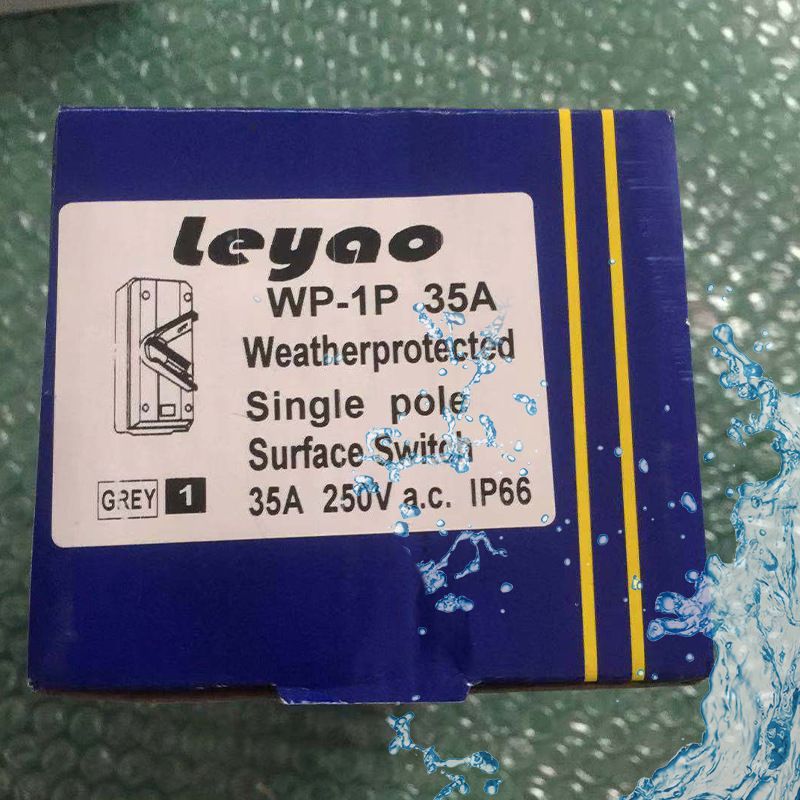 Leyao
WP-1P 35A
Weatherprotected
Single pole
Surface Switch
GREY 1 35A 250V a.c. IP66